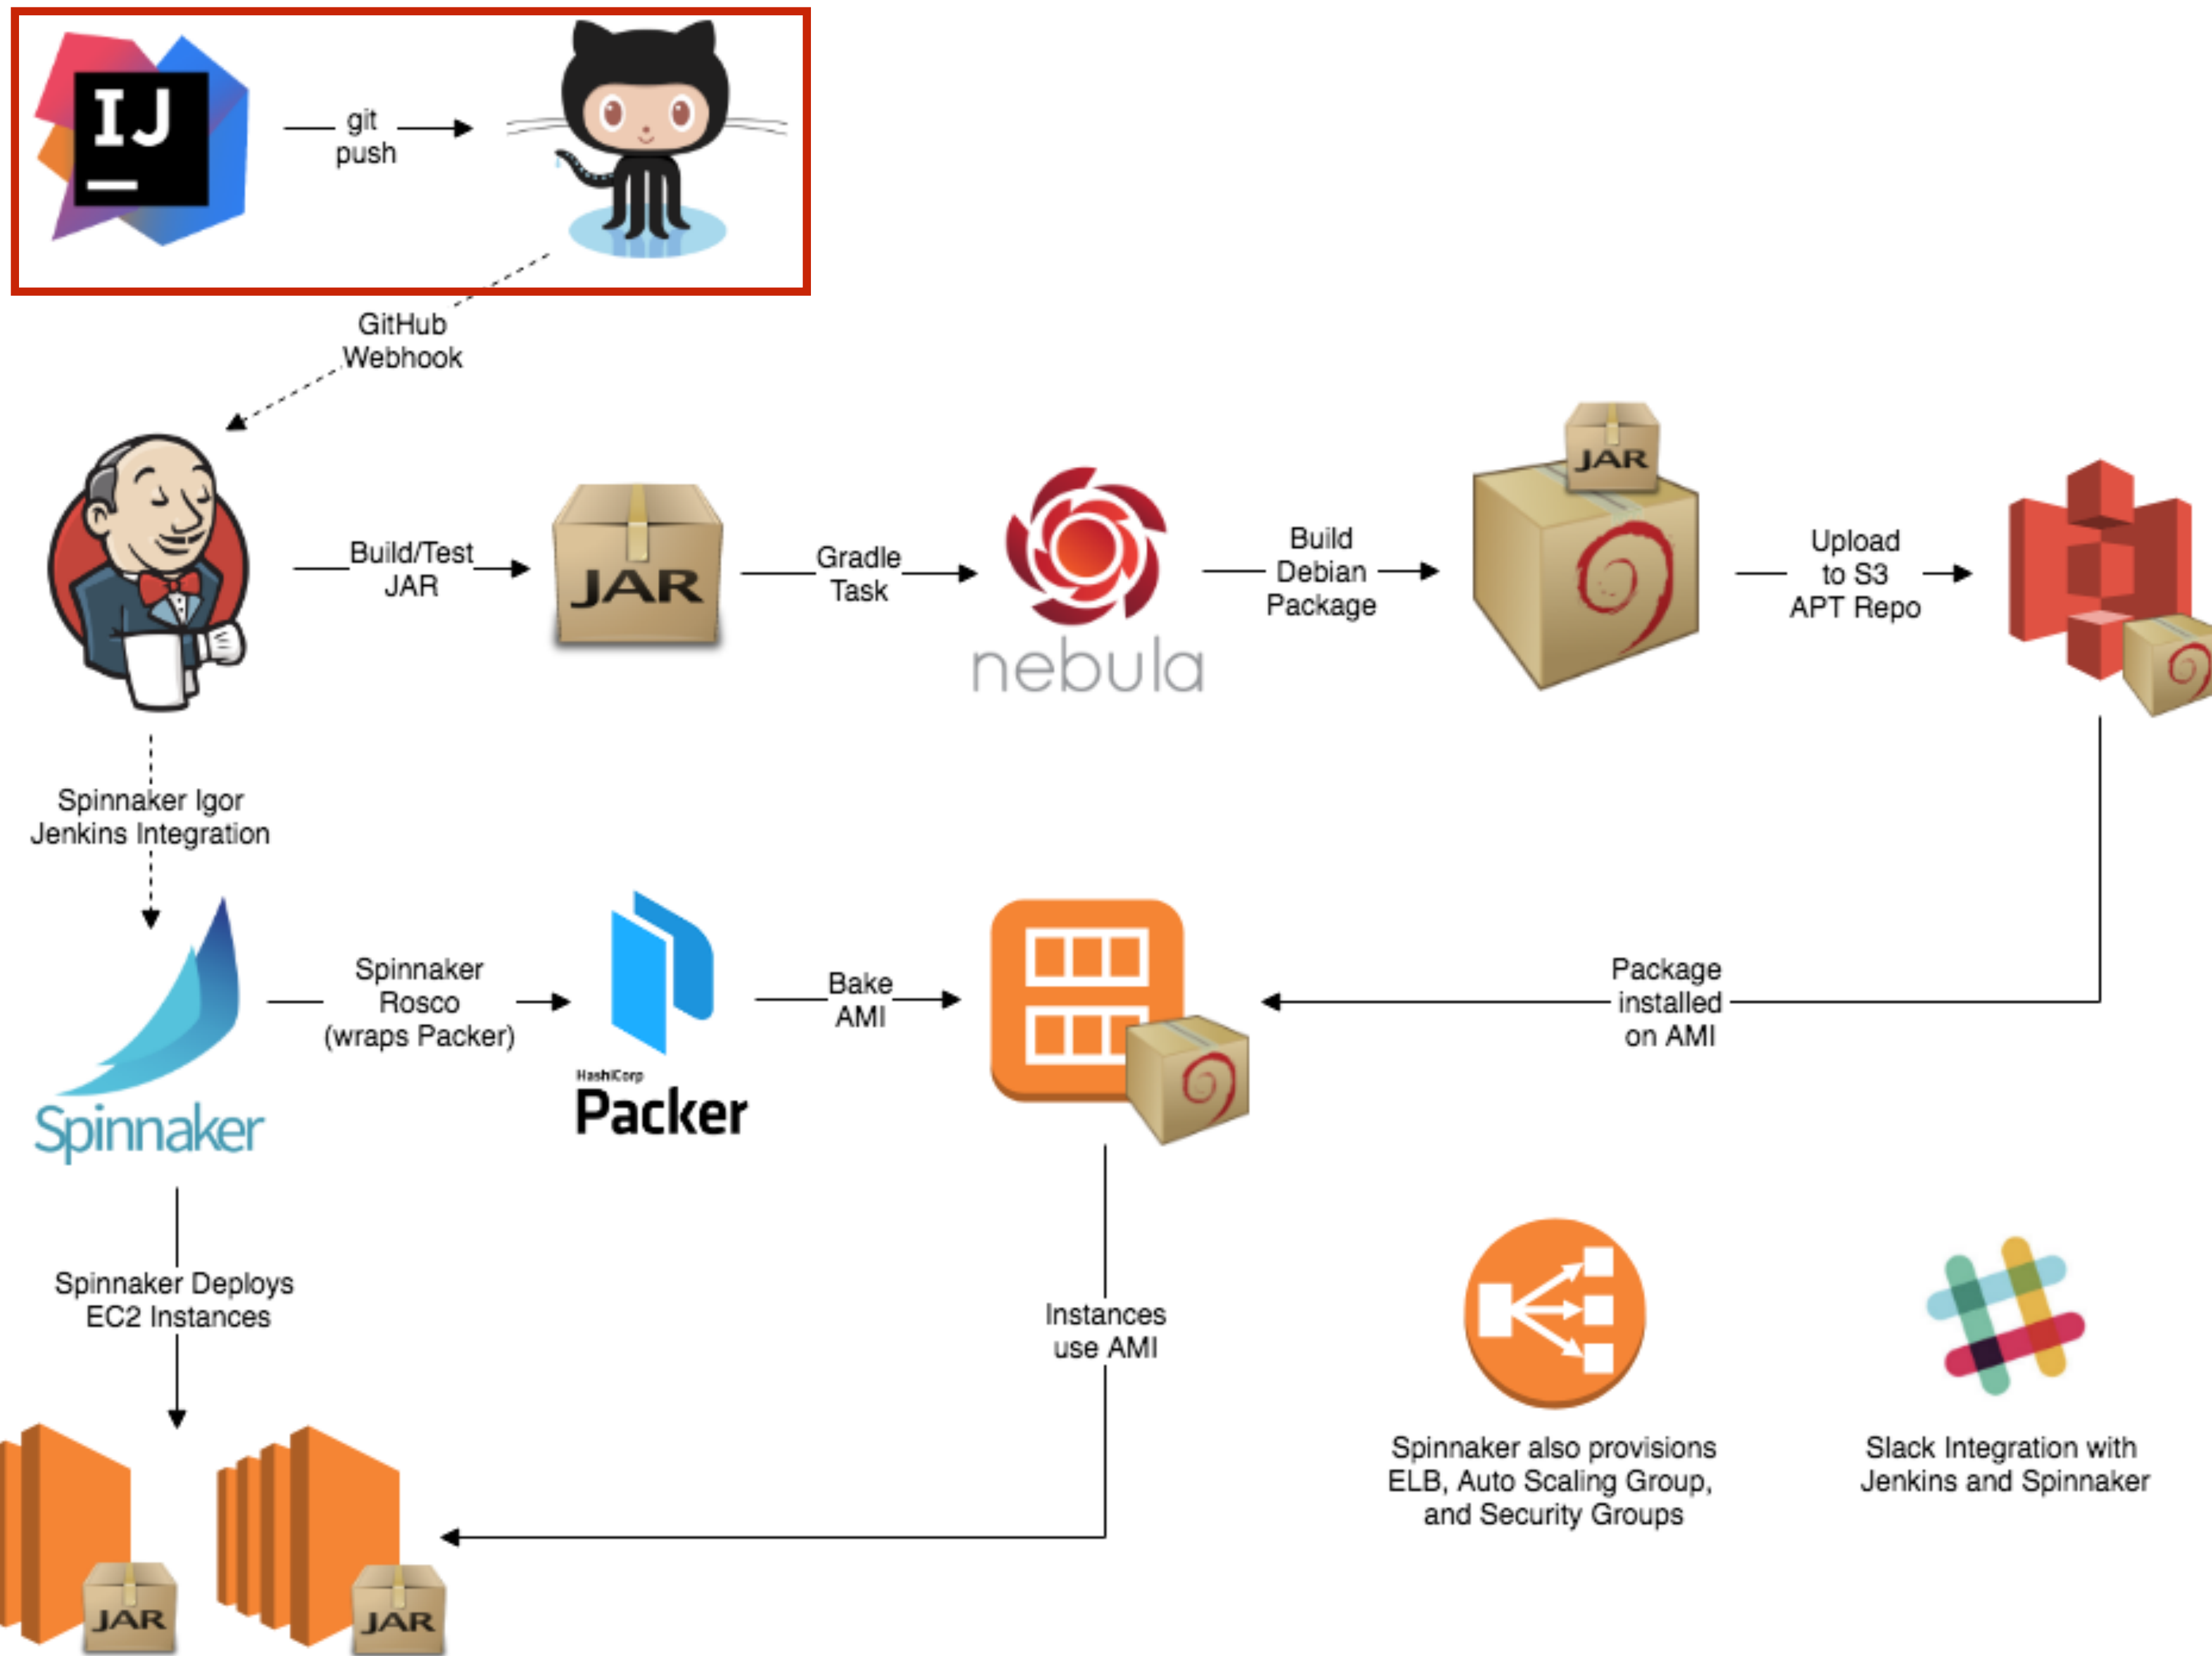 IJ
git
push
GitHub
Webhook
Build/Test
JAR
JAR
Gradle
Task
nebula
Build
Debian
Package
JAR
Upload
to S3
APT Repo
Spinnaker Igor
Jenkins Integration
Spinnaker
Spinnaker
Rosco
(wraps Packer)
HashiCorp
Packer
Bake
AMI
Package
installed
on AMI
Spinnaker Deploys
EC2 Instances
Instances
use AMI
JAR
JAR
Spinnaker also provisions
ELB, Auto Scaling Group,
and Security Groups
Slack Integration with
Jenkins and Spinnaker